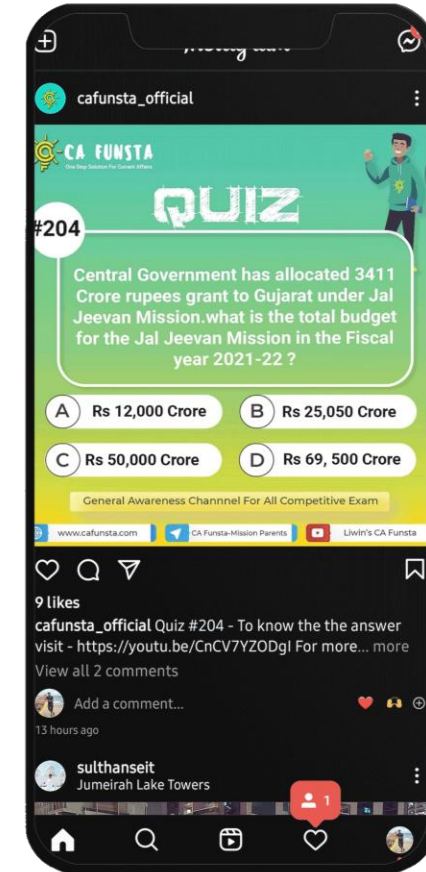 cafunsta_official
CA FUNSTA
One Stop Solution For Current Affairs
QUIZ
#204
Central Government has allocated 3411
Crore rupees grant to Gujarat under Jal
Jeevan Mission.what is the total budget
for the Jal Jeevan Mission in the Fiscal
year 2021-22 ?
A Rs 12,000 Crore
B Rs 25,050 Crore
C Rs 50,000 Crore
D Rs 69, 500 Crore
General Awareness Channnel For All Competitive Exam
www.cafunsta.com
CA Funsta-Mission Parents
Liwin's CA Funsta
9 likes
cafunsta_official Quiz #204 - To know the the answer
visit - https://youtu.be/CnCV7YZODgI For more... more
View all 2 comments
Add a comment...
13 hours ago
sulthanseit
Jumeirah Lake Towers
1